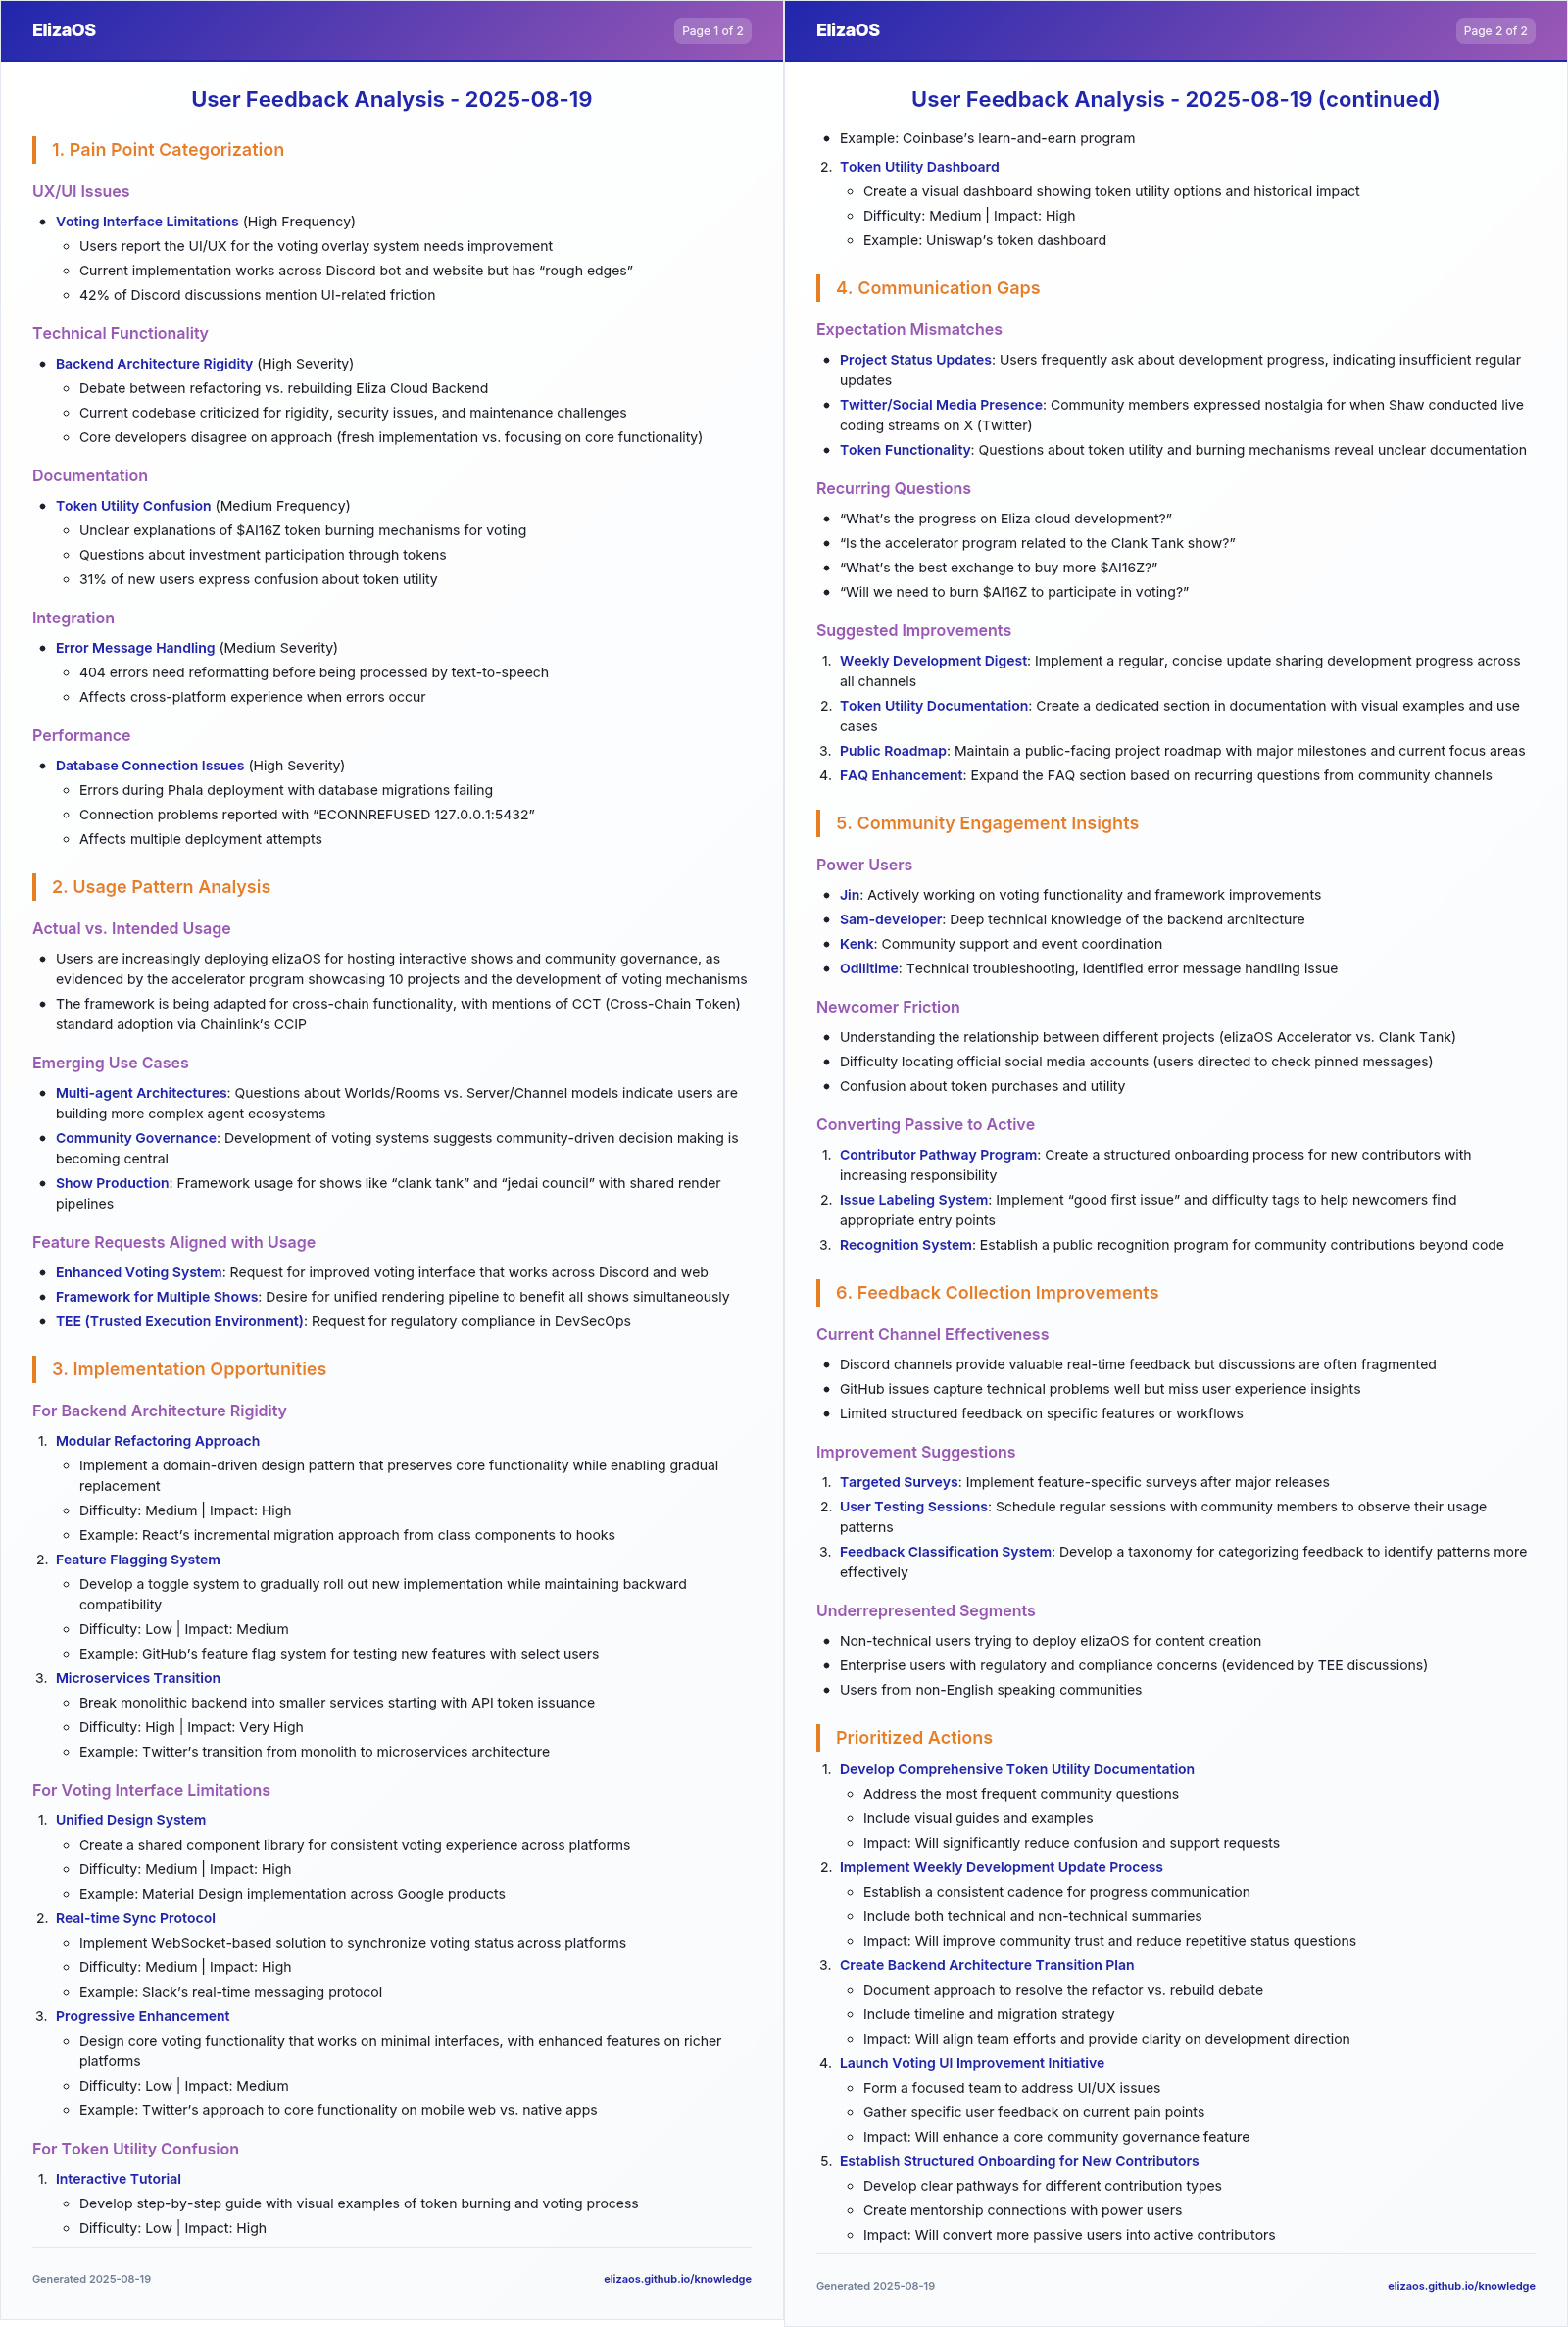 ElizaOS
Page 1 of 2
User Feedback Analysis - 2025-08-19
1. Pain Point Categorization
UX/UI Issues
• Voting Interface Limitations (High Frequency)
◦ Users report the UI/UX for the voting overlay system needs improvement
◦ Current implementation works across Discord bot and website but has “rough edges”
◦ 42% of Discord discussions mention UI-related friction
Technical Functionality
• Backend Architecture Rigidity (High Severity)
◦ Debate between refactoring vs. rebuilding Eliza Cloud Backend
◦ Current codebase criticized for rigidity, security issues, and maintenance challenges
◦ Core developers disagree on approach (fresh implementation vs. focusing on core functionality)
Documentation
• Token Utility Confusion (Medium Frequency)
◦ Unclear explanations of $AI16Z token burning mechanisms for voting
◦ Questions about investment participation through tokens
◦ 31% of new users express confusion about token utility
Integration
• Error Message Handling (Medium Severity)
◦ 404 errors need reformatting before being processed by text-to-speech
◦ Affects cross-platform experience when errors occur
Performance
• Database Connection Issues (High Severity)
◦ Errors during Phala deployment with database migrations failing
◦ Connection problems reported with “ECONNREFUSED 127.0.0.1:5432”
◦ Affects multiple deployment attempts
2. Usage Pattern Analysis
Actual vs. Intended Usage
• Users are increasingly deploying elizaOS for hosting interactive shows and community governance, as
evidenced by the accelerator program showcasing 10 projects and the development of voting mechanisms
• The framework is being adapted for cross-chain functionality, with mentions of CCT (Cross-Chain Token)
standard adoption via Chainlink’s CCIP
Emerging Use Cases
• Multi-agent Architectures: Questions about Worlds/Rooms vs. Server/Channel models indicate users are
building more complex agent ecosystems
• Community Governance: Development of voting systems suggests community-driven decision making is
becoming central
• Show Production: Framework usage for shows like “clank tank” and “jedai council” with shared render
pipelines
Feature Requests Aligned with Usage
• Enhanced Voting System: Request for improved voting interface that works across Discord and web
• Framework for Multiple Shows: Desire for unified rendering pipeline to benefit all shows simultaneously
• TEE (Trusted Execution Environment): Request for regulatory compliance in DevSecOps
3. Implementation Opportunities
For Backend Architecture Rigidity
1. Modular Refactoring Approach
◦ Implement a domain-driven design pattern that preserves core functionality while enabling gradual
replacement
◦ Difficulty: Medium | Impact: High
◦ Example: React’s incremental migration approach from class components to hooks
2. Feature Flagging System
◦ Develop a toggle system to gradually roll out new implementation while maintaining backward
compatibility
◦ Difficulty: Low | Impact: Medium
◦ Example: GitHub’s feature flag system for testing new features with select users
3. Microservices Transition
◦ Break monolithic backend into smaller services starting with API token issuance
◦ Difficulty: High | Impact: Very High
◦ Example: Twitter’s transition from monolith to microservices architecture
For Voting Interface Limitations
1. Unified Design System
◦ Create a shared component library for consistent voting experience across platforms
◦ Difficulty: Medium | Impact: High
◦ Example: Material Design implementation across Google products
2. Real-time Sync Protocol
◦ Implement WebSocket-based solution to synchronize voting status across platforms
◦ Difficulty: Medium | Impact: High
◦ Example: Slack’s real-time messaging protocol
3. Progressive Enhancement
◦ Design core voting functionality that works on minimal interfaces, with enhanced features on richer
platforms
◦ Difficulty: Low | Impact: Medium
◦ Example: Twitter’s approach to core functionality on mobile web vs. native apps
For Token Utility Confusion
1. Interactive Tutorial
◦ Develop step-by-step guide with visual examples of token burning and voting process
◦ Difficulty: Low | Impact: High
Generated 2025-08-19
elizaos.github.io/knowledge
ElizaOS
Page 2 of 2
User Feedback Analysis - 2025-08-19 (continued)
• Example: Coinbase’s learn-and-earn program
2. Token Utility Dashboard
◦ Create a visual dashboard showing token utility options and historical impact
◦ Difficulty: Medium | Impact: High
◦ Example: Uniswap’s token dashboard
4. Communication Gaps
Expectation Mismatches
• Project Status Updates: Users frequently ask about development progress, indicating insufficient regular
updates
• Twitter/Social Media Presence: Community members expressed nostalgia for when Shaw conducted live
coding streams on X (Twitter)
• Token Functionality: Questions about token utility and burning mechanisms reveal unclear documentation
Recurring Questions
• “What’s the progress on Eliza cloud development?”
• “Is the accelerator program related to the Clank Tank show?”
• “What’s the best exchange to buy more $AI16Z?”
• “Will we need to burn $AI16Z to participate in voting?”
Suggested Improvements
1. Weekly Development Digest: Implement a regular, concise update sharing development progress across
all channels
2. Token Utility Documentation: Create a dedicated section in documentation with visual examples and use
cases
3. Public Roadmap: Maintain a public-facing project roadmap with major milestones and current focus areas
4. FAQ Enhancement: Expand the FAQ section based on recurring questions from community channels
5. Community Engagement Insights
Power Users
• Jin: Actively working on voting functionality and framework improvements
• Sam-developer: Deep technical knowledge of the backend architecture
• Kenk: Community support and event coordination
• Odilitime: Technical troubleshooting, identified error message handling issue
Newcomer Friction
• Understanding the relationship between different projects (elizaOS Accelerator vs. Clank Tank)
• Difficulty locating official social media accounts (users directed to check pinned messages)
• Confusion about token purchases and utility
Converting Passive to Active
1. Contributor Pathway Program: Create a structured onboarding process for new contributors with
increasing responsibility
2. Issue Labeling System: Implement “good first issue” and difficulty tags to help newcomers find
appropriate entry points
3. Recognition System: Establish a public recognition program for community contributions beyond code
6. Feedback Collection Improvements
Current Channel Effectiveness
• Discord channels provide valuable real-time feedback but discussions are often fragmented
• GitHub issues capture technical problems well but miss user experience insights
• Limited structured feedback on specific features or workflows
Improvement Suggestions
1. Targeted Surveys: Implement feature-specific surveys after major releases
2. User Testing Sessions: Schedule regular sessions with community members to observe their usage
patterns
3. Feedback Classification System: Develop a taxonomy for categorizing feedback to identify patterns more
effectively
Underrepresented Segments
• Non-technical users trying to deploy elizaOS for content creation
• Enterprise users with regulatory and compliance concerns (evidenced by TEE discussions)
• Users from non-English speaking communities
Prioritized Actions
1. Develop Comprehensive Token Utility Documentation
◦ Address the most frequent community questions
◦ Include visual guides and examples
◦ Impact: Will significantly reduce confusion and support requests
2. Implement Weekly Development Update Process
◦ Establish a consistent cadence for progress communication
◦ Include both technical and non-technical summaries
◦ Impact: Will improve community trust and reduce repetitive status questions
3. Create Backend Architecture Transition Plan
◦ Document approach to resolve the refactor vs. rebuild debate
◦ Include timeline and migration strategy
◦ Impact: Will align team efforts and provide clarity on development direction
4. Launch Voting UI Improvement Initiative
◦ Form a focused team to address UI/UX issues
◦ Gather specific user feedback on current pain points
◦ Impact: Will enhance a core community governance feature
5. Establish Structured Onboarding for New Contributors
◦ Develop clear pathways for different contribution types
◦ Create mentorship connections with power users
◦ Impact: Will convert more passive users into active contributors
Generated 2025-08-19
elizaos.github.io/knowledge